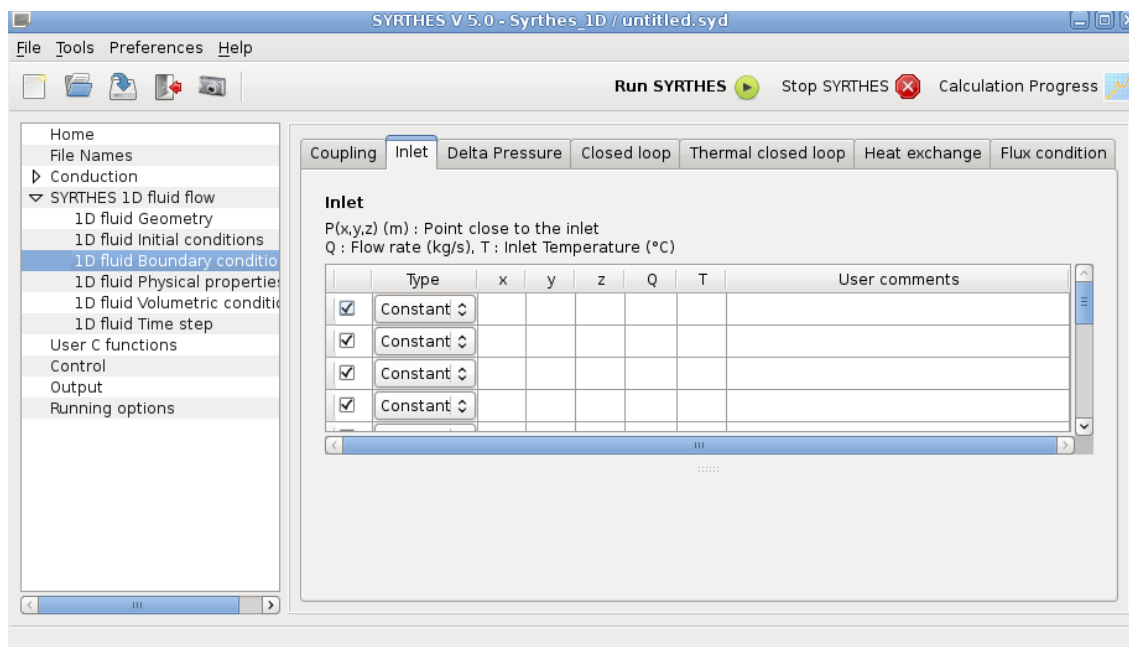 SYRTHES V 5.0 - Syrthes_1D / untitled.syd
File Tools Preferences Help
Run SYRTHES Stop SYRTHES Calculation Progress
Home
File Names
Conduction
SYRTHES 1D fluid flow
1D fluid Geometry
1D fluid Initial conditions
1D fluid Boundary conditio
1D fluid Physical properties
1D fluid Volumetric conditio
1D fluid Time step
User C functions
Control
Output
Running options
Coupling Inlet Delta Pressure Closed loop Thermal closed loop Heat exchange Flux condition
Inlet
P(x,y,z) (m) : Point close to the inlet
Q : Flow rate (kg/s), T : Inlet Temperature (°C)
Type x y z Q T User comments
Constant
Constant
Constant
Constant